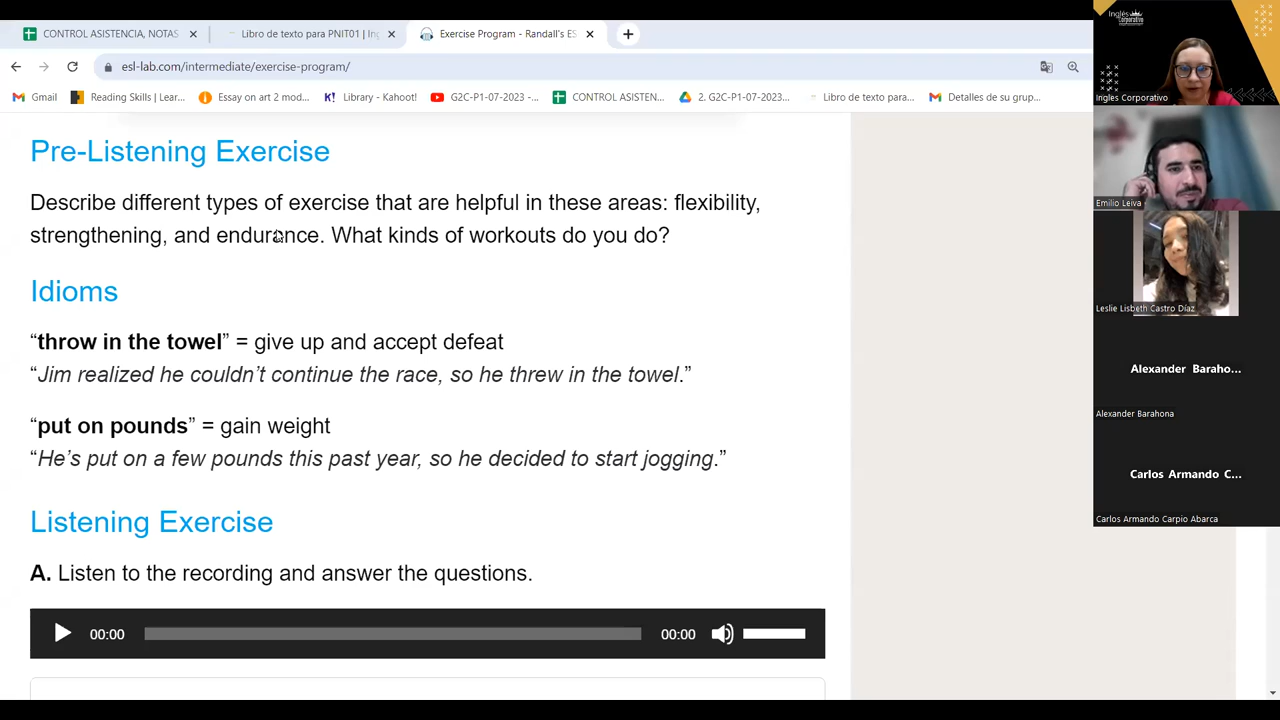 CONTROL ASISTENCIA, NOTAS
Libro de texto para PNIT01 | Ing
Exercise Program - Randall's ES
esl-lab.com/intermediate/exercise-program/
Gmail
Reading Skills | Lear...
Essay on art 2 mod...
Library - Kahoot!
G2C-P1-07-2023 -...
CONTROL ASISTEN...
2. G2C-P1-07-2023...
Libro de texto para...
Detalles de su grup...
Pre-Listening Exercise
Describe different types of exercise that are helpful in these areas: flexibility,
strengthening, and endurance. What kinds of workouts do you do?
Idioms
“throw in the towel” = give up and accept defeat
“Jim realized he couldn’t continue the race, so he threw in the towel.”
“put on pounds” = gain weight
“He’s put on a few pounds this past year, so he decided to start jogging.”
Listening Exercise
A. Listen to the recording and answer the questions.
00:00
00:00
Inglés
Corporativo
Ingles Corporativo
Emilio Leiva
Leslie Lisbeth Castro Díaz
Alexander Baraho...
Alexander Barahona
Carlos Armando C...
Carlos Armando Carpio Abarca